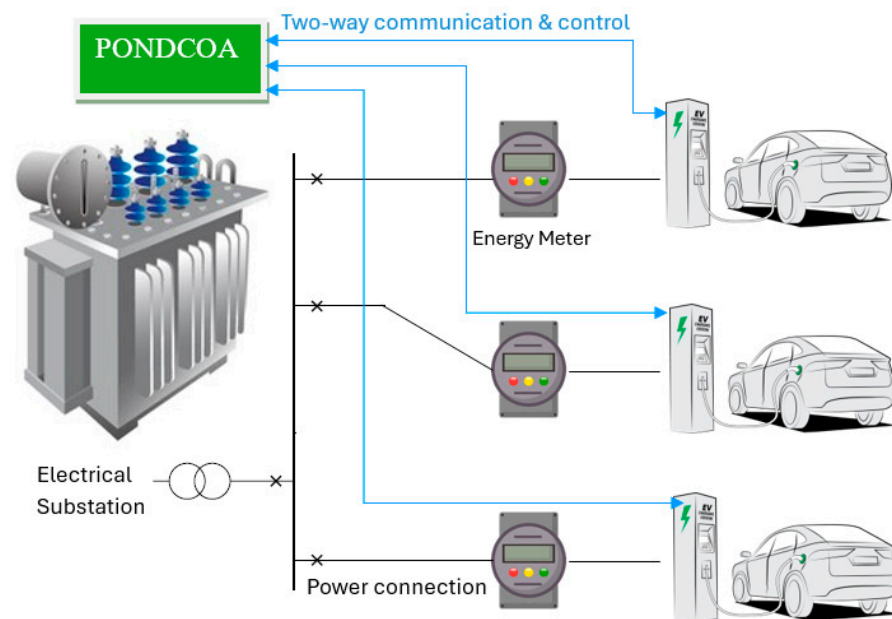 Two-way communication & control
PONDCOA
EV
Energy Meter
EV
Electrical
Substation
EV
Power connection